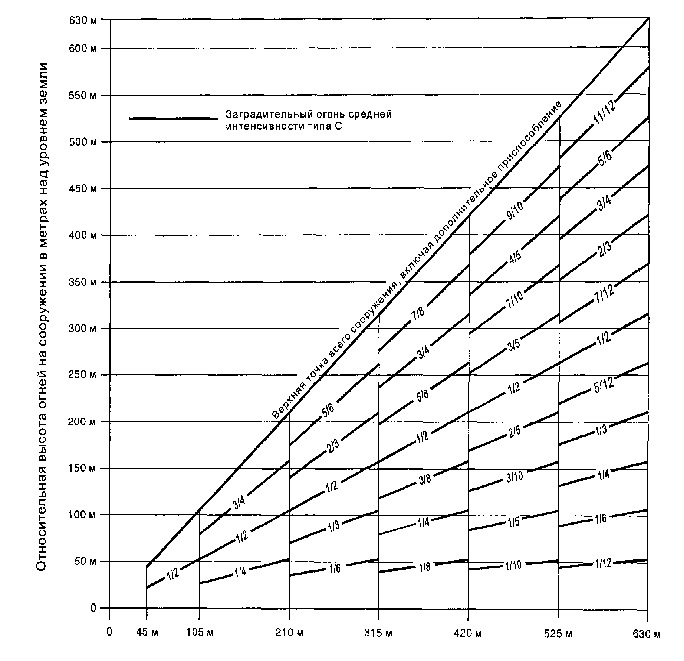 Относительная высота огней на сооружении в метрах над уровнем земли
630 м
600 м
550 м
500 м
450 м
400 м
350 м
300 м
250 м
200 м
150 м
100 м
50 м
0
Заградительный огонь средней
интенсивности типа С
Верхняя точка всего сооружения, включая дополнительное приспособление
11/12
5/6
3/4
2/3
7/12
1/2
5/12
1/3
1/4
1/6
1/12
9/10
4/5
7/10
3/5
1/2
2/5
3/10
1/5
1/10
7/8
3/4
5/8
1/2
3/8
1/4
1/8
5/6
2/3
1/2
1/3
1/6
3/4
1/2
1/4
1/2
0
45 м
105 м
210 м
315 м
420 м
525 м
630 м